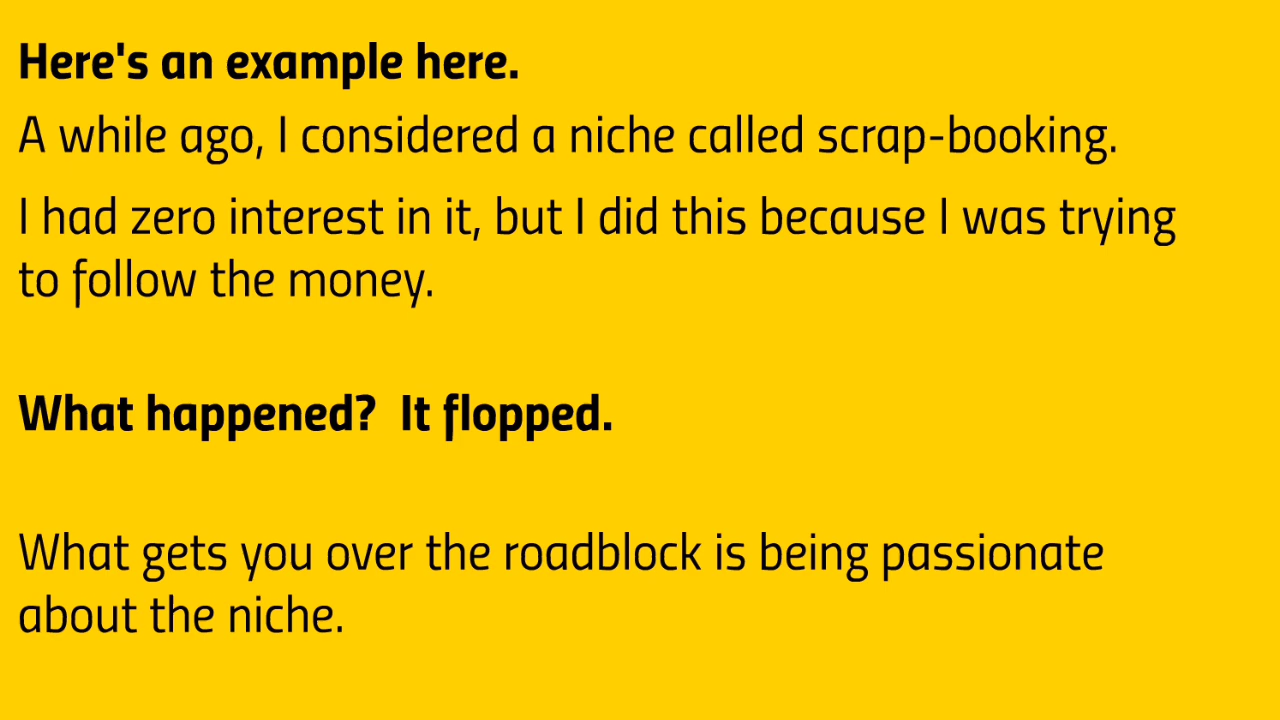 Here's an example here.
A while ago, I considered a niche called scrap-booking.
I had zero interest in it, but I did this because I was trying
to follow the money.
What happened?  It flopped.
What gets you over the roadblock is being passionate
about the niche.